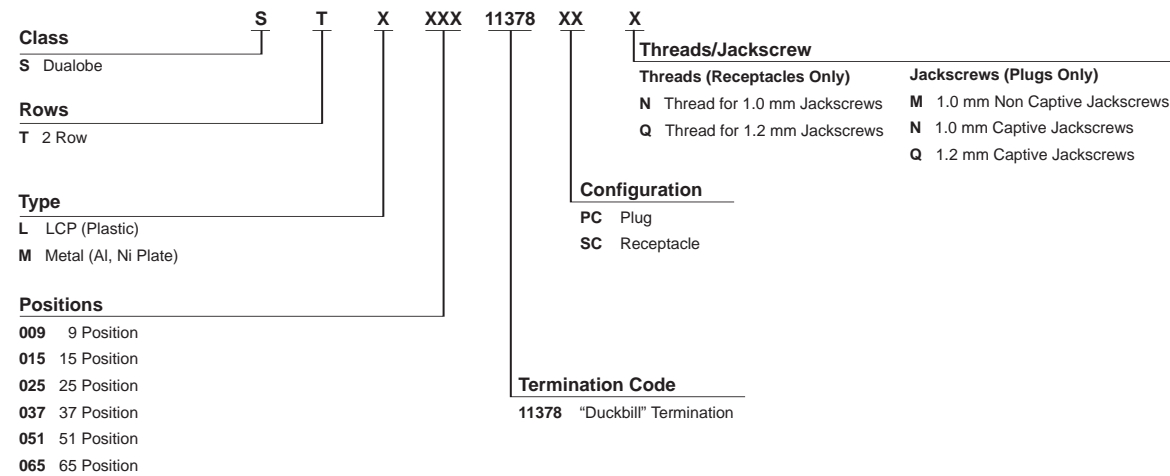 S T X XXX 11378 XX X
Class
S Dualobe
Rows
T 2 Row
Type
L LCP (Plastic)
M Metal (Al, Ni Plate)
Positions
009 9 Position
015 15 Position
025 25 Position
037 37 Position
051 51 Position
065 65 Position
Termination Code
11378 “Duckbill” Termination
Configuration
PC Plug
SC Receptacle
Threads/Jackscrew
Threads (Receptacles Only)
N Thread for 1.0 mm Jackscrews
Q Thread for 1.2 mm Jackscrews
Jackscrews (Plugs Only)
M 1.0 mm Non Captive Jackscrews
N 1.0 mm Captive Jackscrews
Q 1.2 mm Captive Jackscrews